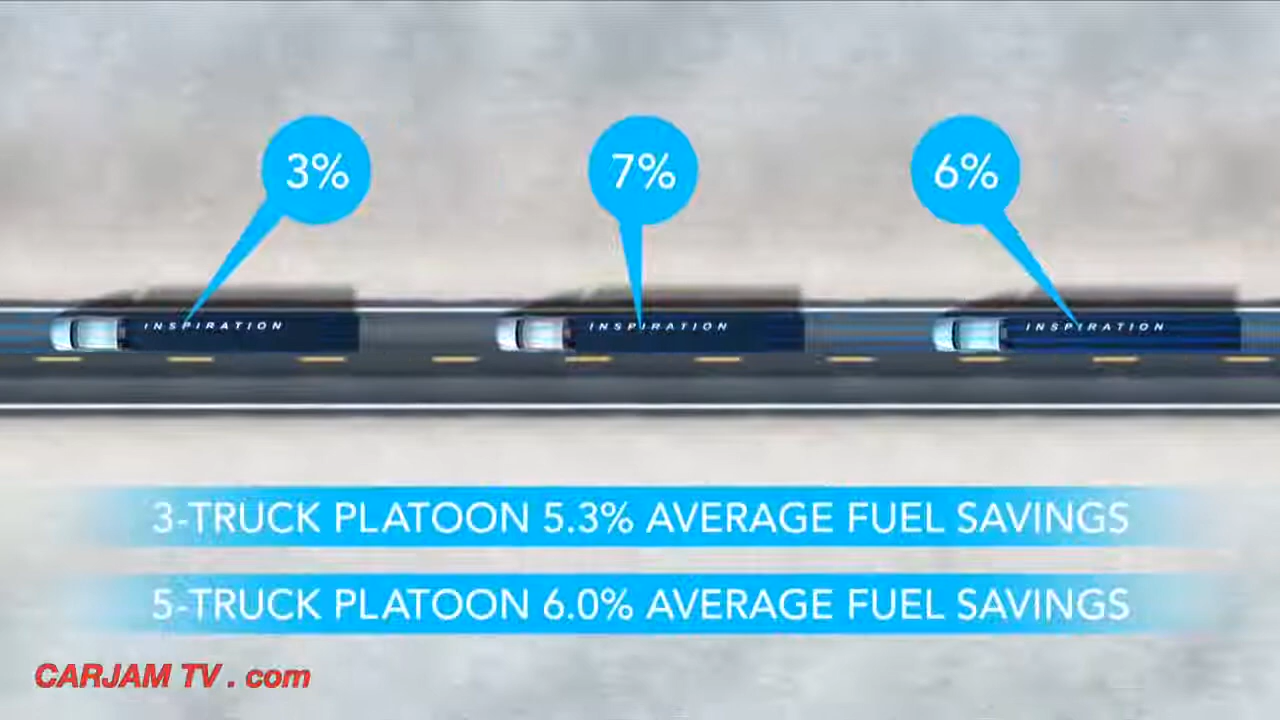 3% 7% 6%
INSPIRATION INSPIRATION INSPIRATION
3-TRUCK PLATOON 5.3% AVERAGE FUEL SAVINGS
5-TRUCK PLATOON 6.0% AVERAGE FUEL SAVINGS
CARJAM TV . com